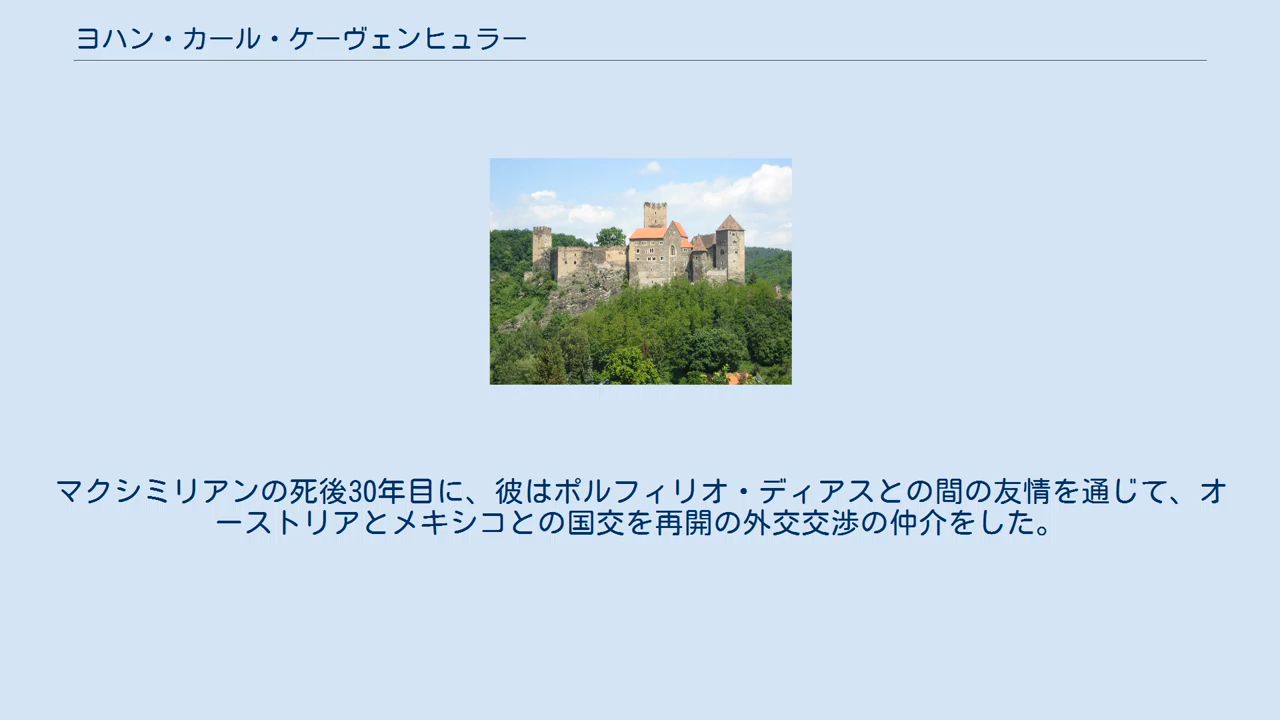 ヨハン・カール・ケーヴェンヒュラー
マクシミリアンの死後30年目に、彼はポルフィリオ・ディアスとの間の友情を通じて、オ
ーストリアとメキシコとの国交を再開の外交交渉の仲介をした。